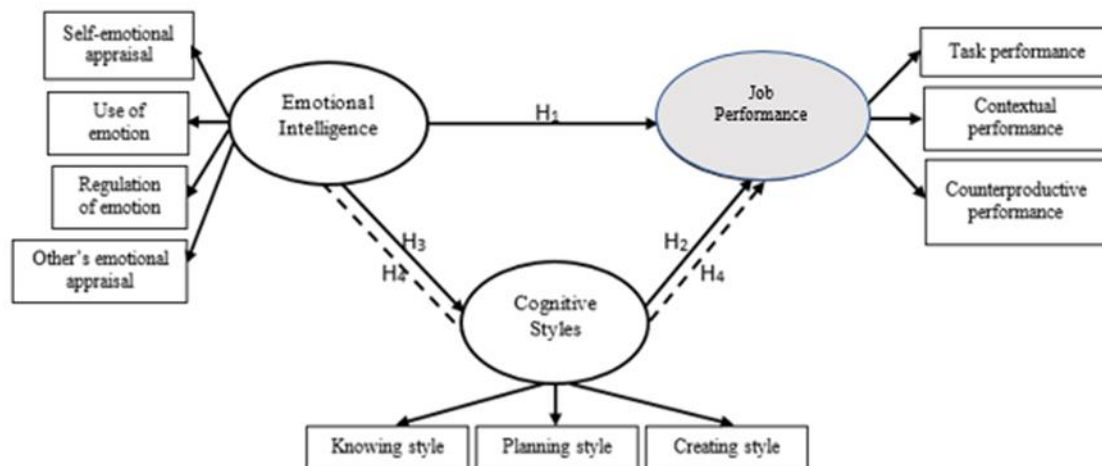 Self-emotional
appraisal
Use of
emotion
Regulation
of emotion
Other's emotional
appraisal
Emotional
Intelligence
H1
Job
Performance
Task performance
Contextual
performance
Counterproductive
performance
H3
H4
H2
H4
Cognitive
Styles
Knowing style
Planning style
Creating style